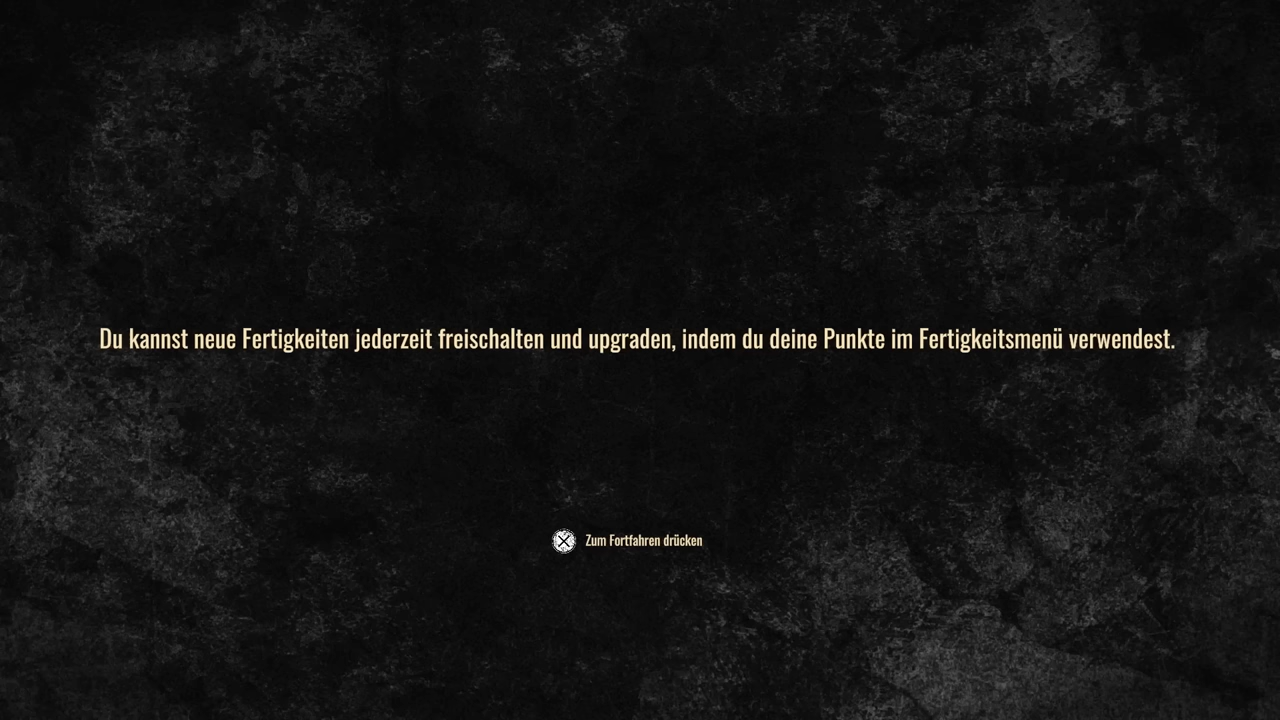 Du kannst neue Fertigkeiten jederzeit freischalten und upgraden, indem du deine Punkte im Fertigkeitsmenü verwendest.
Zum Fortfahren drücken